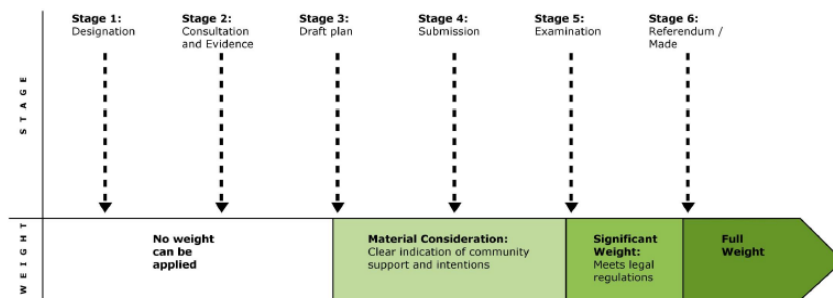 Stage 1:
Designation
Stage 2:
Consultation
and Evidence
Stage 3:
Draft plan
Stage 4:
Submission
Stage 5:
Examination
Stage 6:
Referendum /
Made
STAGE
WEIGHT
No weight
can be
applied
Material Consideration:
Clear indication of community
support and intentions
Significant
Weight:
Meets legal
regulations
Full
Weight